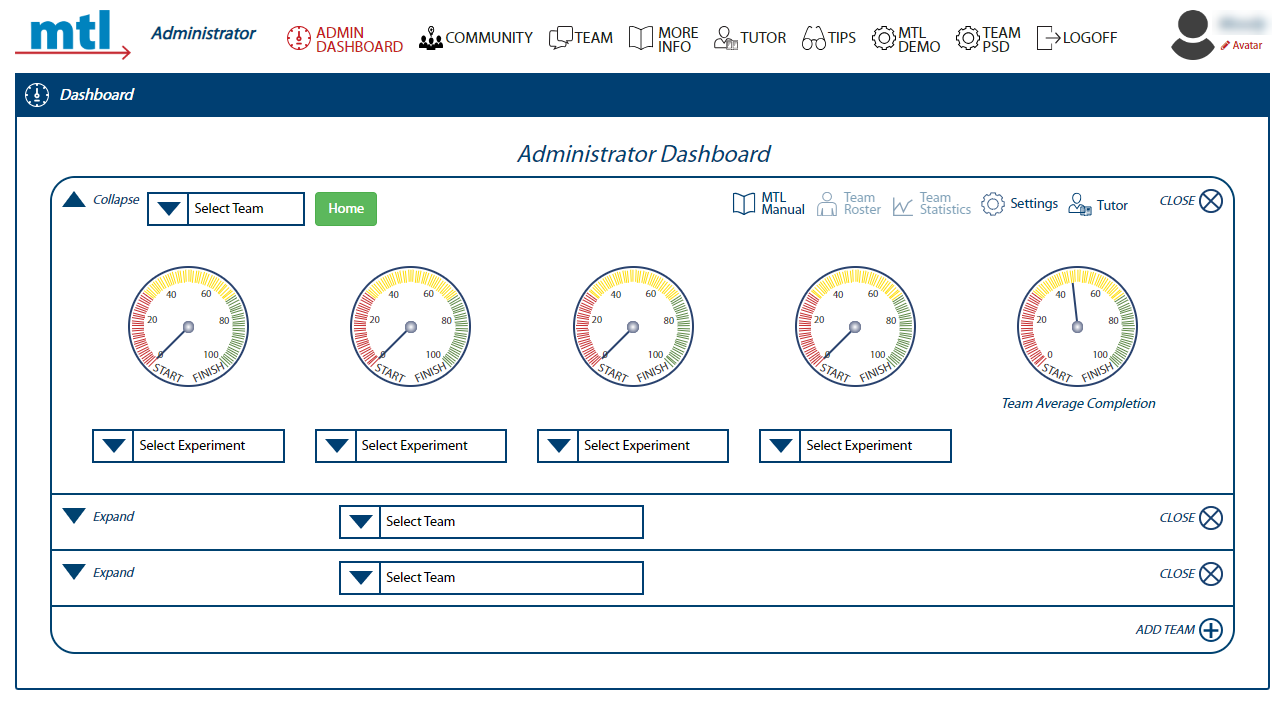 mtl
Administrator
ADMIN
DASHBOARD
COMMUNITY
TEAM
MORE
INFO
TUTOR
TIPS
MTL
DEMO
TEAM
PSD
LOGOFF
Avatar
Dashboard
Administrator Dashboard
Collapse
Select Team
Home
MTL
Manual
Team
Roster
Team
Statistics
Settings
Tutor
CLOSE
0 20 40 60 80 100
START FINISH
0 20 40 60 80 100
START FINISH
0 20 40 60 80 100
START FINISH
0 20 40 60 80 100
START FINISH
0 20 40 60 80 100
START FINISH
Team Average Completion
Select Experiment
Select Experiment
Select Experiment
Select Experiment
Expand
Select Team
CLOSE
Expand
Select Team
CLOSE
ADD TEAM